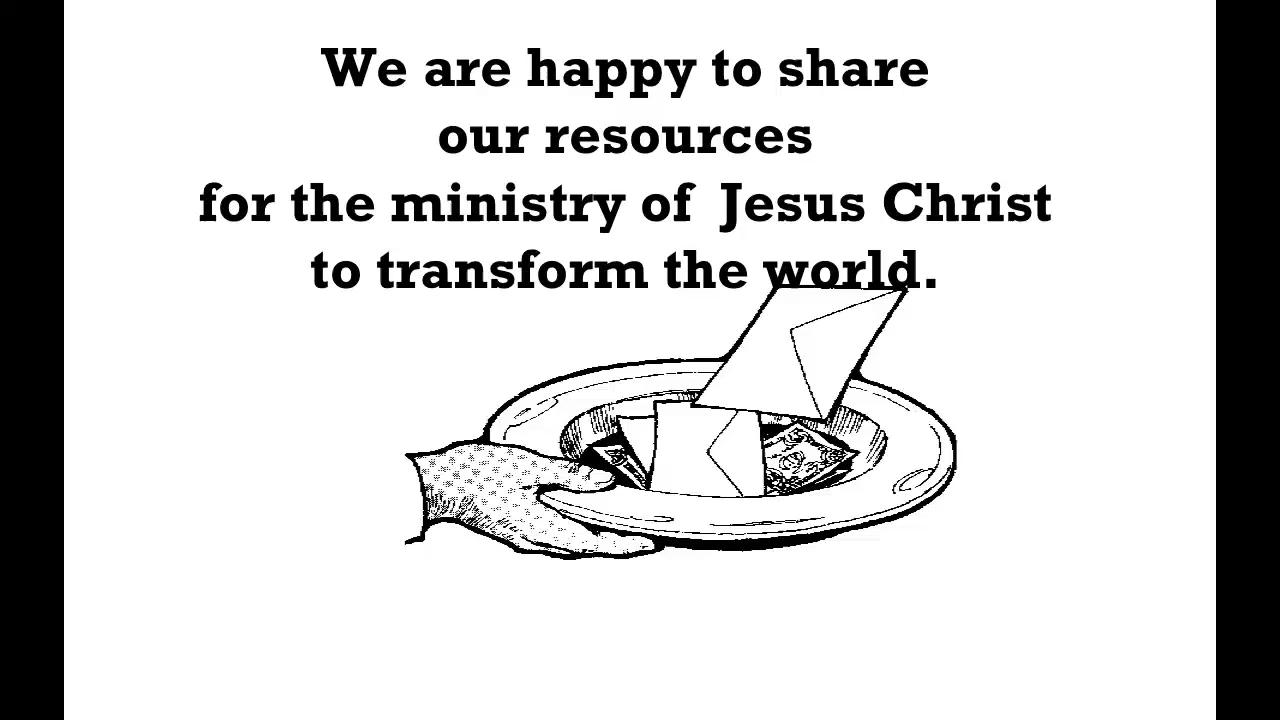 We are happy to share
our resources
for the ministry of Jesus Christ
to transform the world.